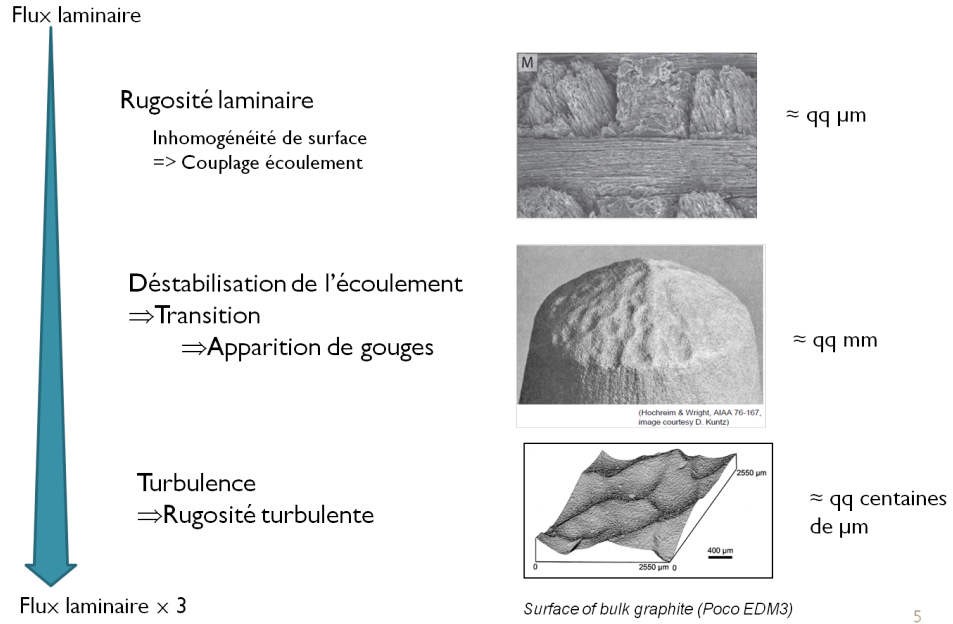 Flux laminaire
Rugosité laminaire
Inhomogénéité de surface
=> Couplage écoulement
M
≈ qq µm
Déstabilisation de l'écoulement
⇒Transition
⇒Apparition de gouges
≈ qq mm
(Hochreim & Wright, AIAA 76-167,
image courtesy D. Kuntz)
Turbulence
⇒Rugosité turbulente
2550 µm
400 µm
0
2550 µm
0
≈ qq centaines
de µm
Flux laminaire × 3
Surface of bulk graphite (Poco EDM3)
5